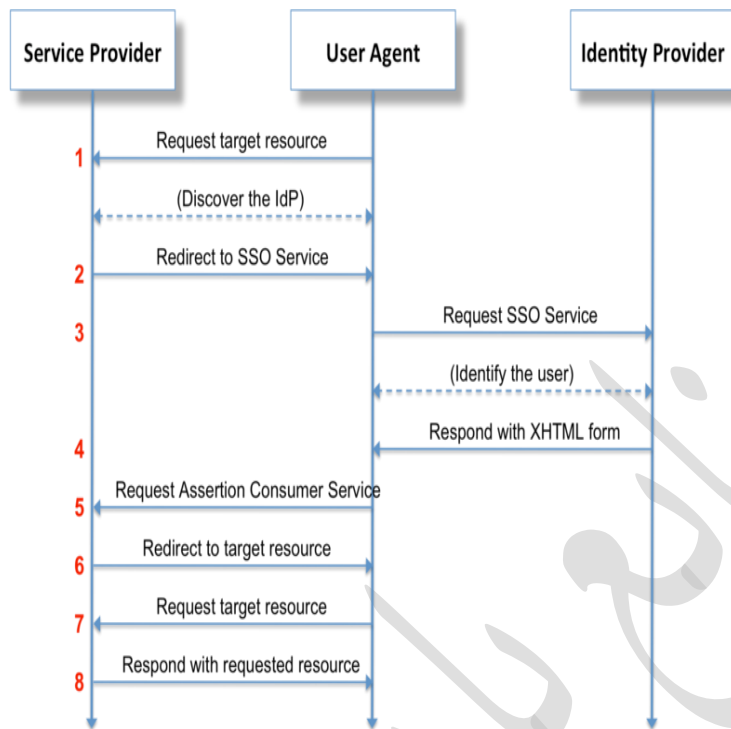 Service Provider
User Agent
Identity Provider
1
Request target resource
(Discover the IdP)
2
Redirect to SSO Service
3
Request SSO Service
(Identify the user)
4
Respond with XHTML form
5
Request Assertion Consumer Service
6
Redirect to target resource
7
Request target resource
8
Respond with requested resource